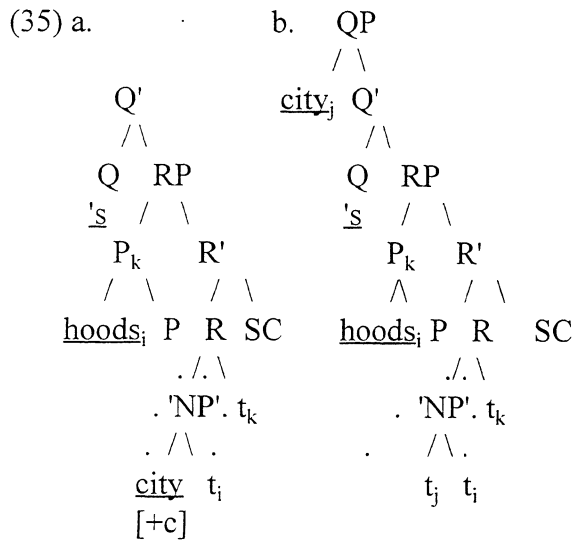 (35) a. b. QP
city_j Q'
Q'
Q RP Q RP
's 's
P_k R' P_k R'
hoods_i P R SC hoods_i P R SC
. 'NP'. t_k . 'NP'. t_k
city t_i t_j t_i
[+c]